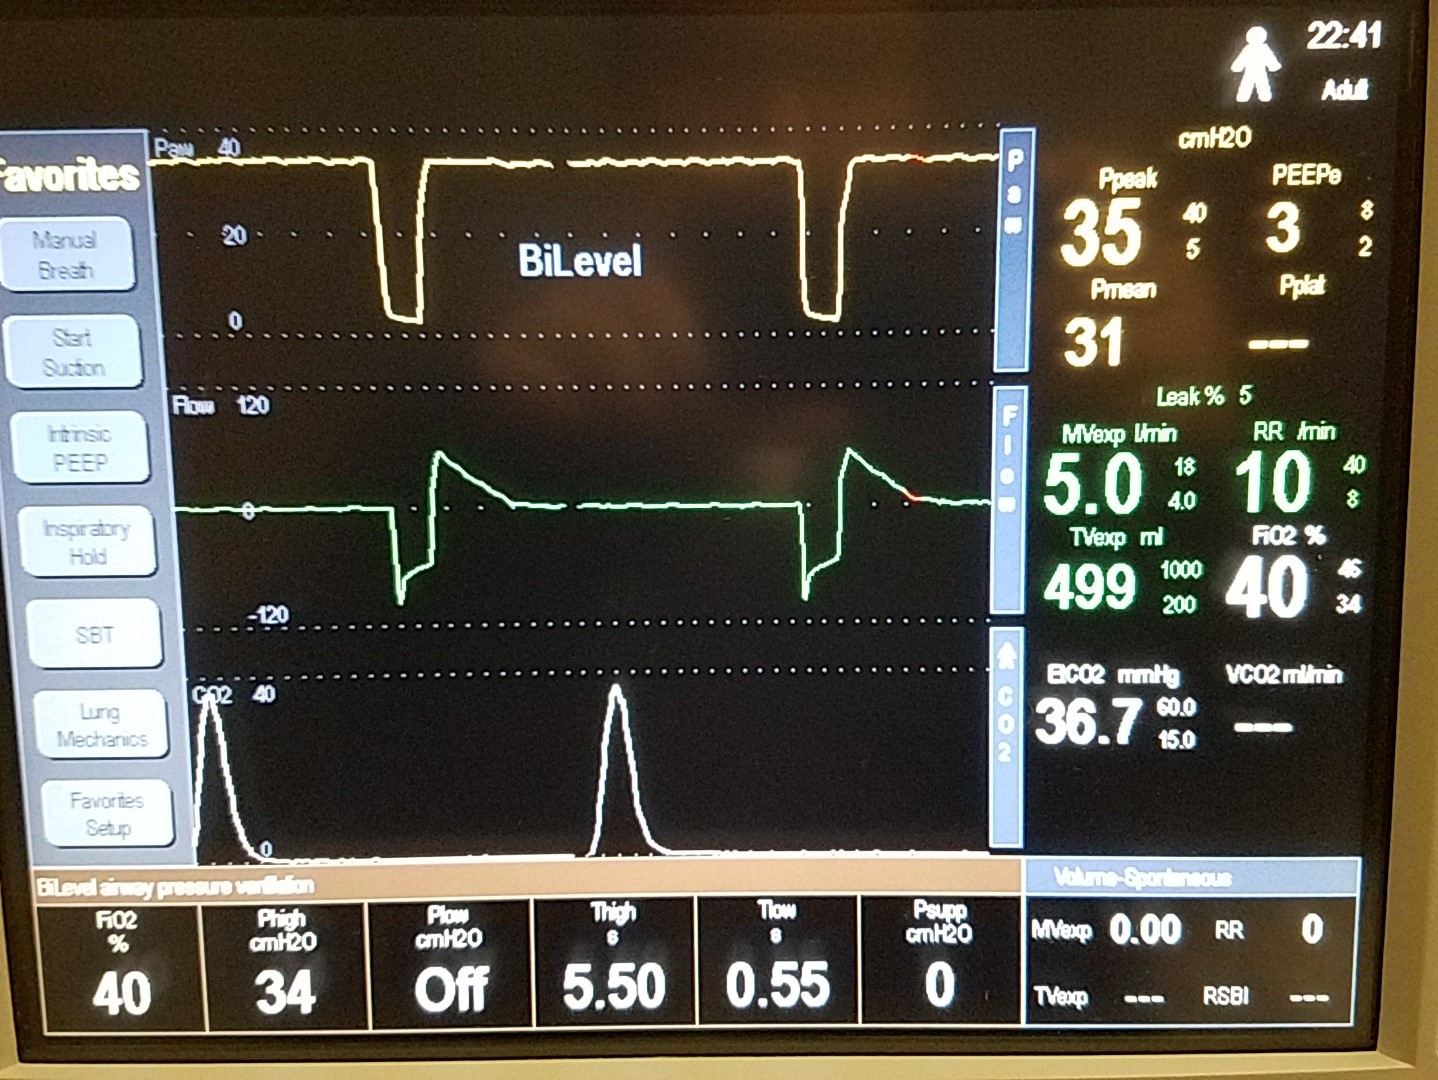 22:41
Adult
Favorites
Manual
Breath
Start
Suction
Intrinsic
PEEP
Inspiratory
Hold
SBT
Lung
Mechanics
Favorites
Setup
Paw 40
20
0
BiLevel
Paw
Flow 120
0
-120
Flow
CO2 40
0
CO2
cmH2O
Ppeak PEEPe
35 40 5 3 8 2
Pmean Pplat
31 ---
Leak % 5
MVexp l/min RR /min
5.0 18 4.0 10 40 8
TVexp ml FiO2 %
499 1000 200 40 46 34
EtCO2 mmHg VCO2 ml/min
36.7 60.0 15.0 ---
BiLevel airway pressure ventilation
FiO2 % 40
Phigh cmH2O 34
Plow cmH2O Off
Thigh s 5.50
Tlow s 0.55
Psupp cmH2O 0
Volume-Spontaneous
MVexp 0.00 RR 0
TVexp --- RSBI ---